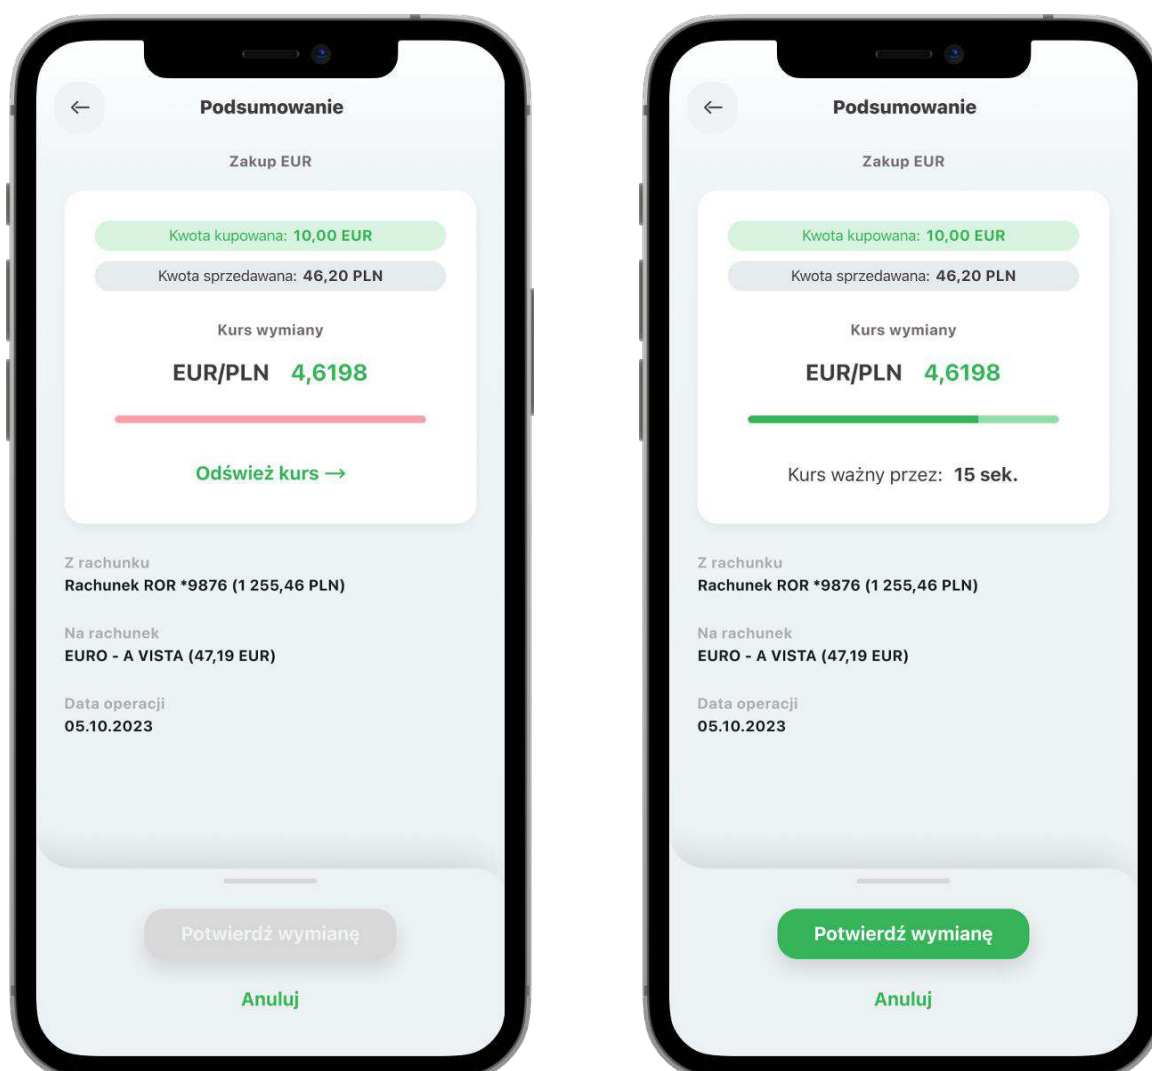 Podsumowanie
Zakup EUR
Kwota kupowana: 10,00 EUR
Kwota sprzedawana: 46,20 PLN
Kurs wymiany
EUR/PLN 4,6198
Odśwież kurs →
Z rachunku
Rachunek ROR *9876 (1 255,46 PLN)
Na rachunek
EURO - A VISTA (47,19 EUR)
Data operacji
05.10.2023
Potwierdź wymianę
Anuluj
Podsumowanie
Zakup EUR
Kwota kupowana: 10,00 EUR
Kwota sprzedawana: 46,20 PLN
Kurs wymiany
EUR/PLN 4,6198
Kurs ważny przez: 15 sek.
Z rachunku
Rachunek ROR *9876 (1 255,46 PLN)
Na rachunek
EURO - A VISTA (47,19 EUR)
Data operacji
05.10.2023
Potwierdź wymianę
Anuluj